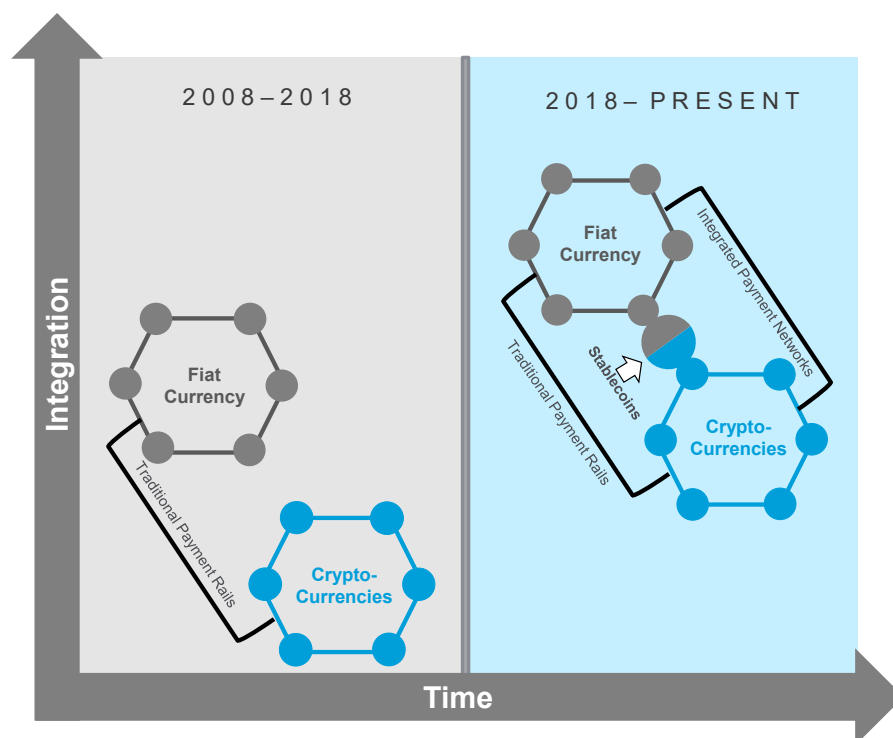 2008–2018
Fiat
Currency
Traditional Payment Rails
Crypto-
Currencies
2018– PRESENT
Fiat
Currency
Integrated Payment Networks
Traditional Payment Rails
Stablecoins
Crypto-
Currencies
Integration
Time